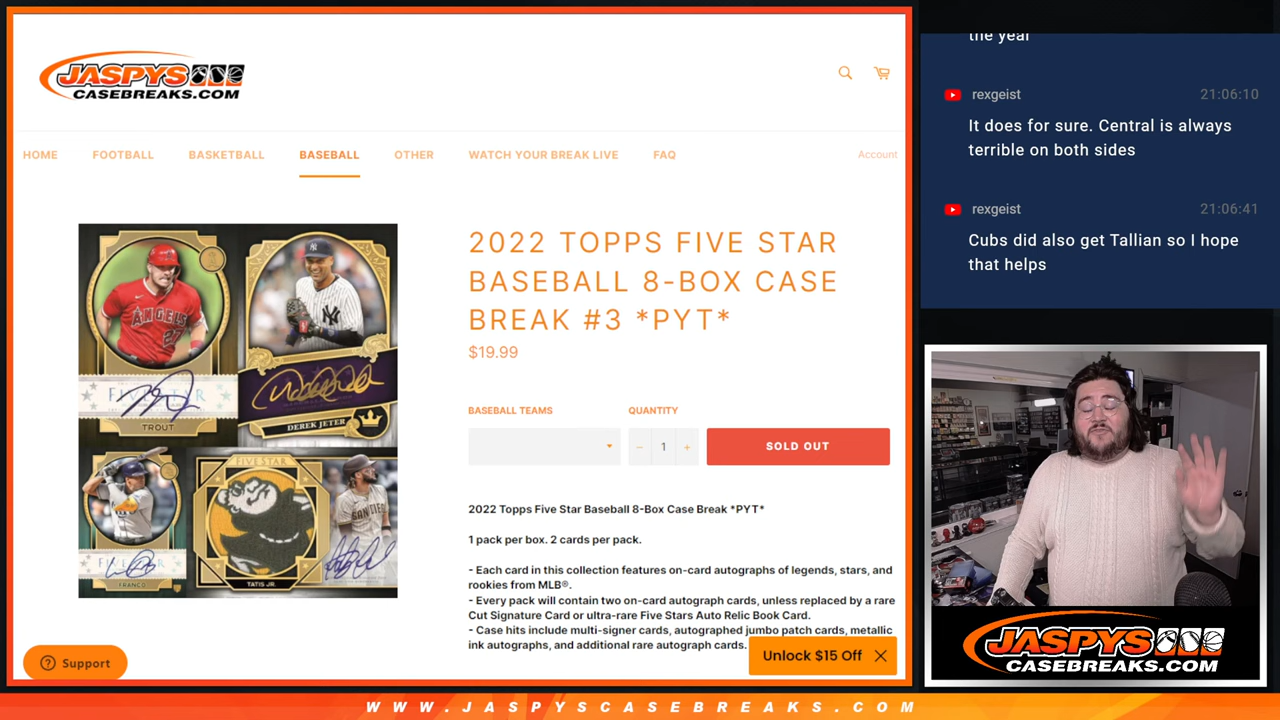 JASPYS
CASEBREAKS.COM
HOME
FOOTBALL
BASKETBALL
BASEBALL
OTHER
WATCH YOUR BREAK LIVE
FAQ
Account
ANGELS
27
FIVE STAR
TROUT
DEREK JETER
FRANCO
FIVE STAR
TATIS JR.
SAN DIEGO
2022 TOPPS FIVE STAR
BASEBALL 8-BOX CASE
BREAK #3 *PYT*
$19.99
BASEBALL TEAMS
QUANTITY
− 1 +
SOLD OUT
2022 Topps Five Star Baseball 8-Box Case Break *PYT*
1 pack per box. 2 cards per pack.
- Each card in this collection features on-card autographs of legends, stars, and
rookies from MLB®.
- Every pack will contain two on-card autograph cards, unless replaced by a rare
Cut Signature Card or ultra-rare Five Stars Auto Relic Book Card.
- Case hits include multi-signer cards, autographed jumbo patch cards, metallic
ink autographs, and additional rare autograph cards.
Unlock $15 Off
Support
the year
rexgeist 21:06:10
It does for sure. Central is always
terrible on both sides
rexgeist 21:06:41
Cubs did also get Tallian so I hope
that helps
JASPYS
CASEBREAKS.COM
WWW.JASPYSCASEBREAKS.COM